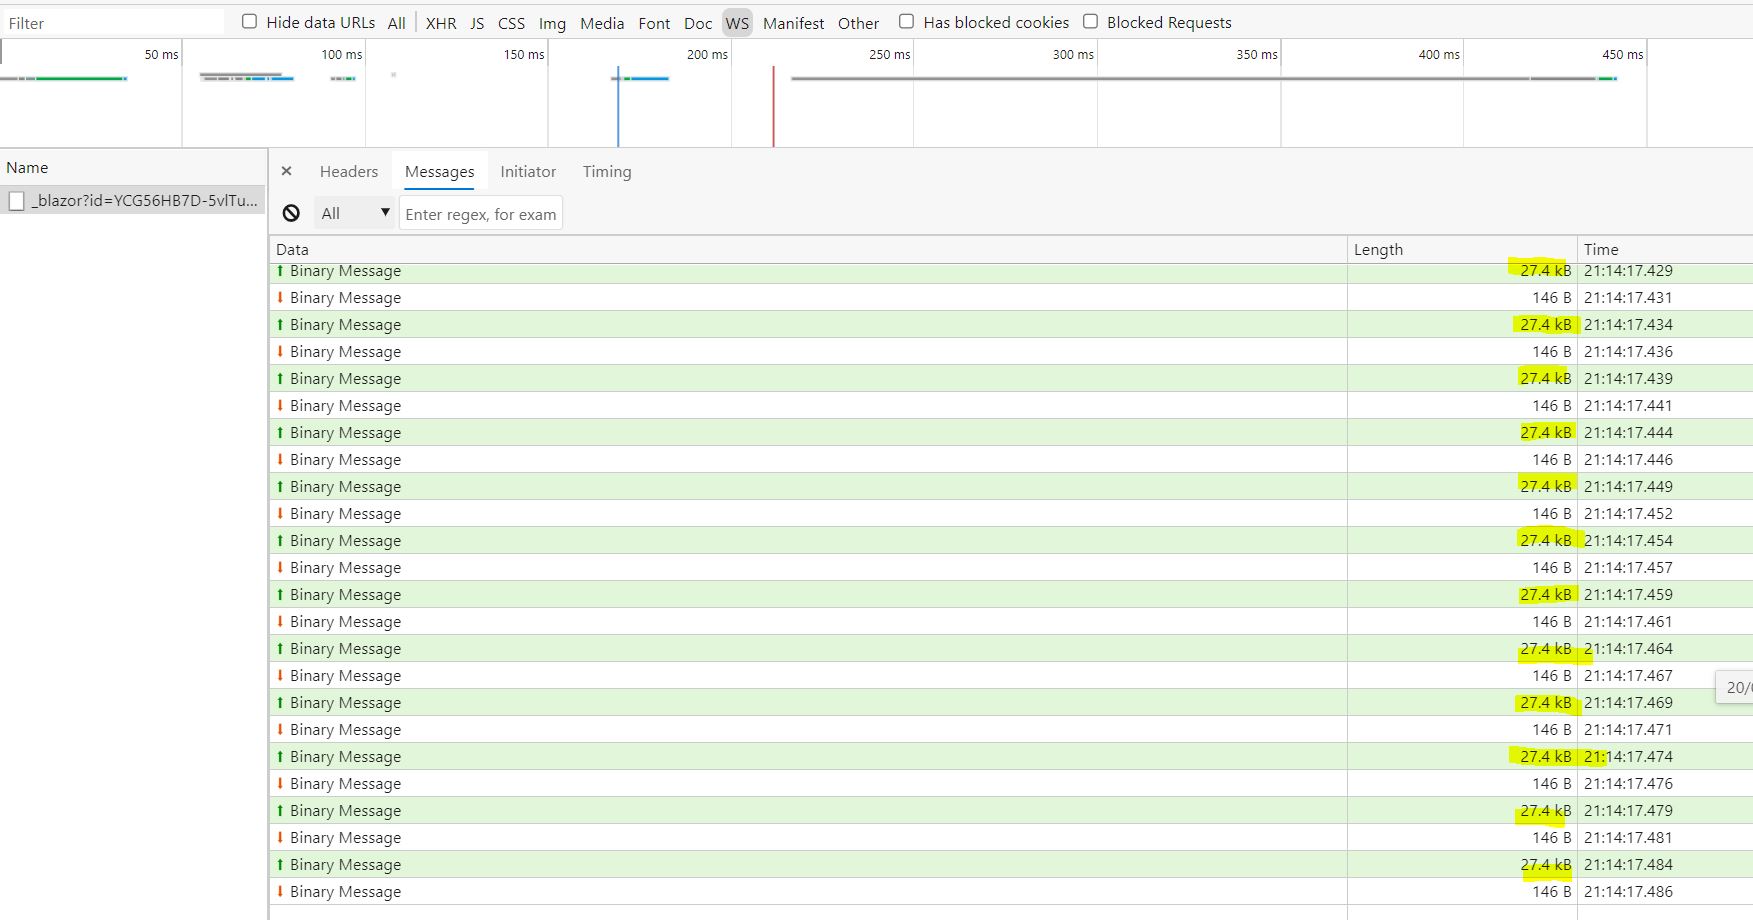 Filter Hide data URLs All XHR JS CSS Img Media Font Doc WS Manifest Other Has blocked cookies Blocked Requests
50 ms 100 ms 150 ms 200 ms 250 ms 300 ms 350 ms 400 ms 450 ms
Name × Headers Messages Initiator Timing
_blazor?id=YCG56HB7D-5vlTu...
All ▼ Enter regex, for exam
Data Length Time
Binary Message 27.4 kB 21:14:17.429
Binary Message 146 B 21:14:17.431
Binary Message 27.4 kB 21:14:17.434
Binary Message 146 B 21:14:17.436
Binary Message 27.4 kB 21:14:17.439
Binary Message 146 B 21:14:17.441
Binary Message 27.4 kB 21:14:17.444
Binary Message 146 B 21:14:17.446
Binary Message 27.4 kB 21:14:17.449
Binary Message 146 B 21:14:17.452
Binary Message 27.4 kB 21:14:17.454
Binary Message 146 B 21:14:17.457
Binary Message 27.4 kB 21:14:17.459
Binary Message 146 B 21:14:17.461
Binary Message 27.4 kB 21:14:17.464
Binary Message 146 B 21:14:17.467
20/
Binary Message 27.4 kB 21:14:17.469
Binary Message 146 B 21:14:17.471
Binary Message 27.4 kB 21:14:17.474
Binary Message 146 B 21:14:17.476
Binary Message 27.4 kB 21:14:17.479
Binary Message 146 B 21:14:17.481
Binary Message 27.4 kB 21:14:17.484
Binary Message 146 B 21:14:17.486